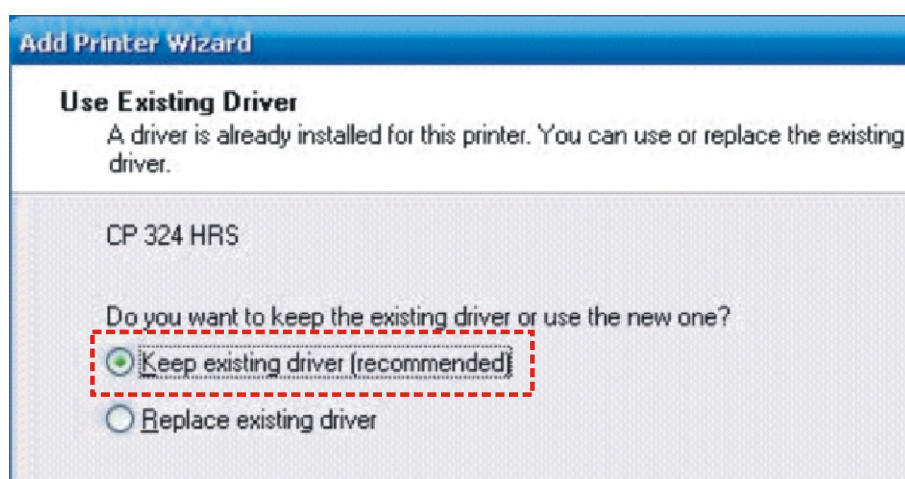 Add Printer Wizard
Use Existing Driver
A driver is already installed for this printer. You can use or replace the existing
driver.
CP 324 HRS
Do you want to keep the existing driver or use the new one?
Keep existing driver (recommended)
Replace existing driver